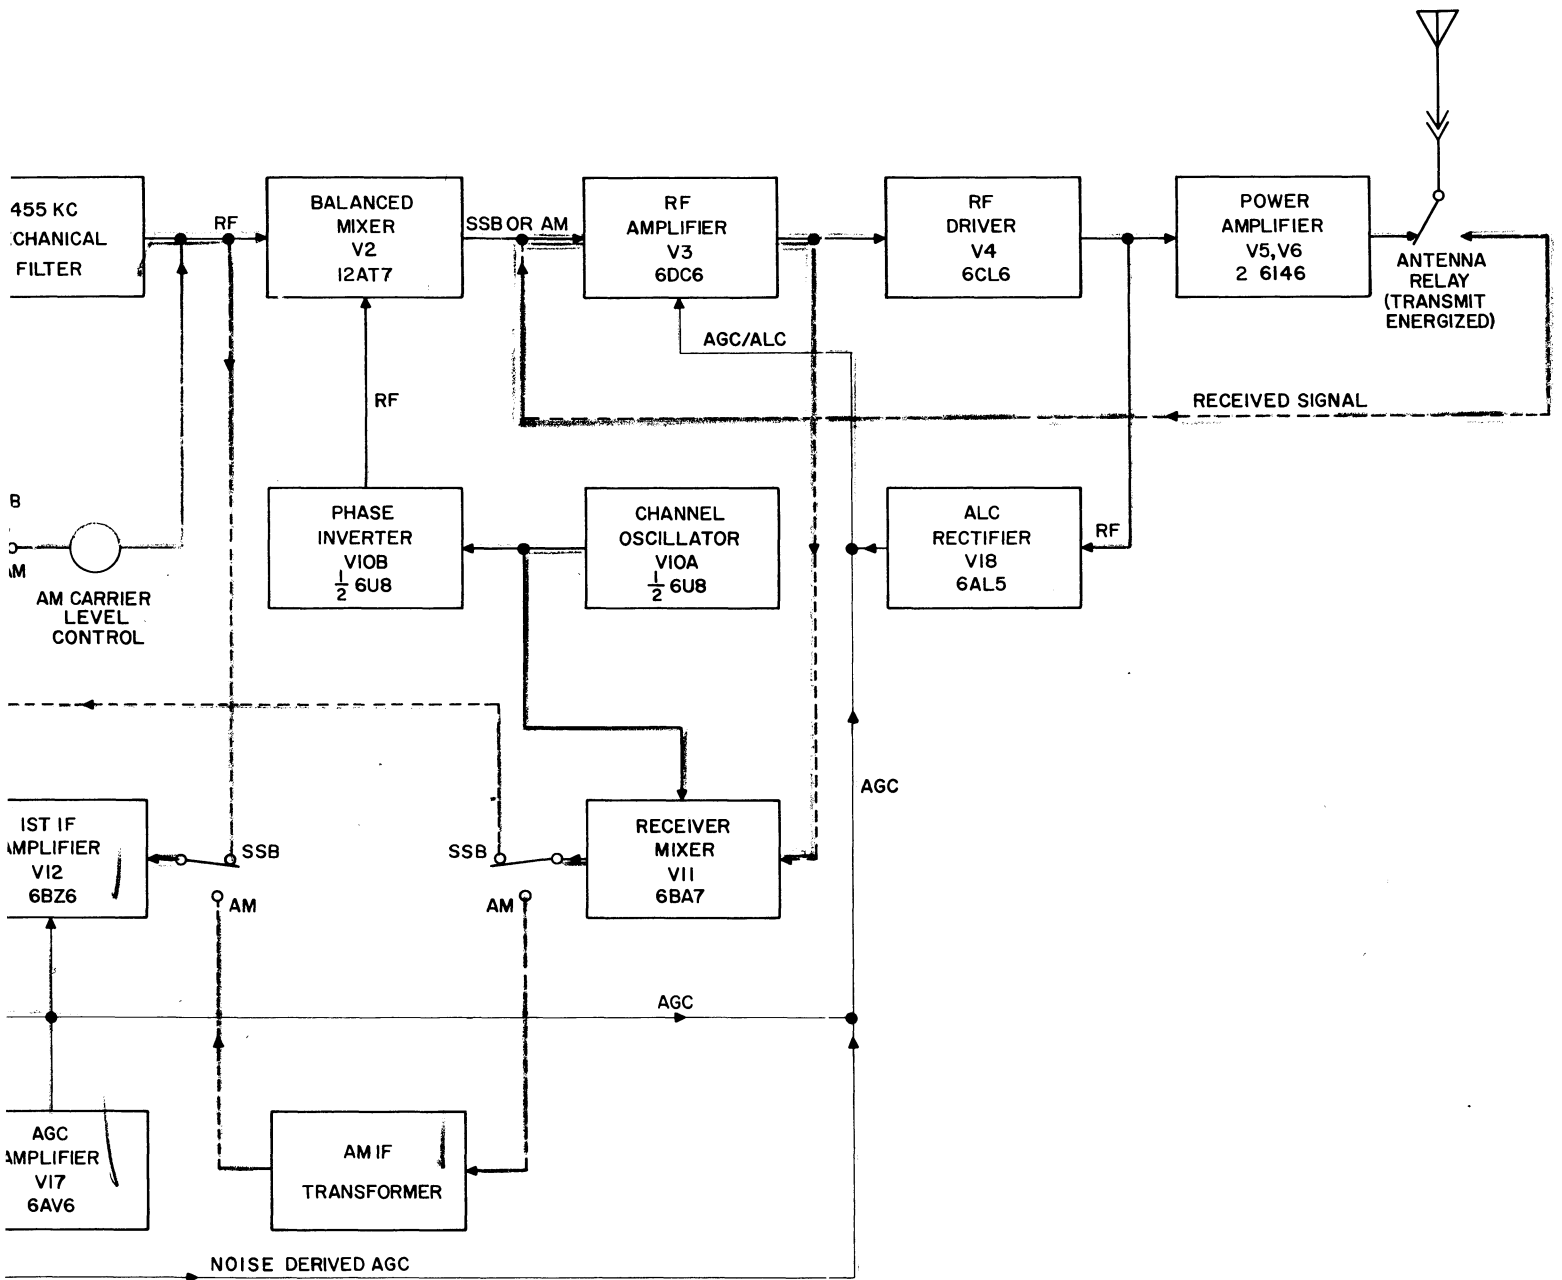 455 KC
CHANICAL
FILTER
RF
BALANCED
MIXER
V2
12AT7
SSB OR AM
RF
AMPLIFIER
V3
6DC6
RF
DRIVER
V4
6CL6
POWER
AMPLIFIER
V5,V6
2 6146
ANTENNA
RELAY
(TRANSMIT
ENERGIZED)
AGC/ALC
RF
RECEIVED SIGNAL
B
AM
AM CARRIER
LEVEL
CONTROL
PHASE
INVERTER
V10B
1/2 6U8
CHANNEL
OSCILLATOR
V10A
1/2 6U8
ALC
RECTIFIER
V18
6AL5
RF
AGC
1ST IF
AMPLIFIER
V12
6BZ6
SSB
AM
SSB
AM
RECEIVER
MIXER
V11
6BA7
AGC
AGC
AMPLIFIER
V17
6AV6
AM IF
TRANSFORMER
NOISE DERIVED AGC